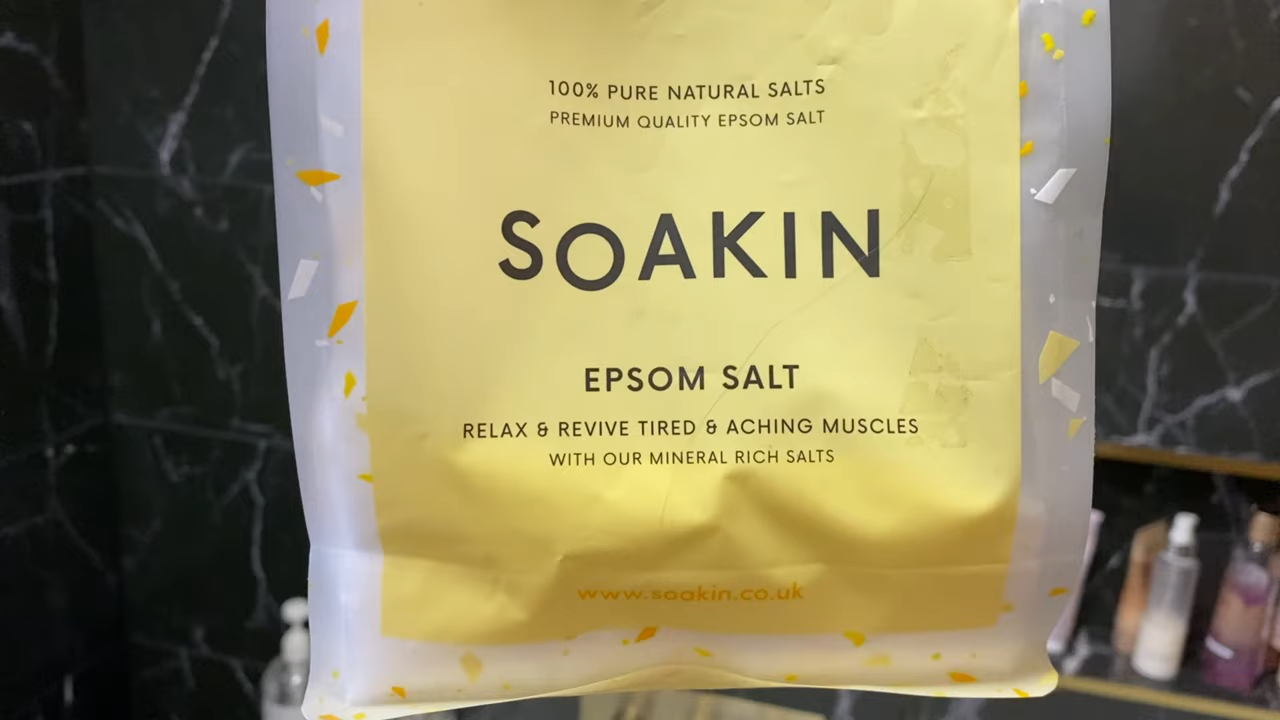 100% PURE NATURAL SALTS
PREMIUM QUALITY EPSOM SALT
SOAKIN
EPSOM SALT
RELAX & REVIVE TIRED & ACHING MUSCLES
WITH OUR MINERAL RICH SALTS
www.soakin.co.uk